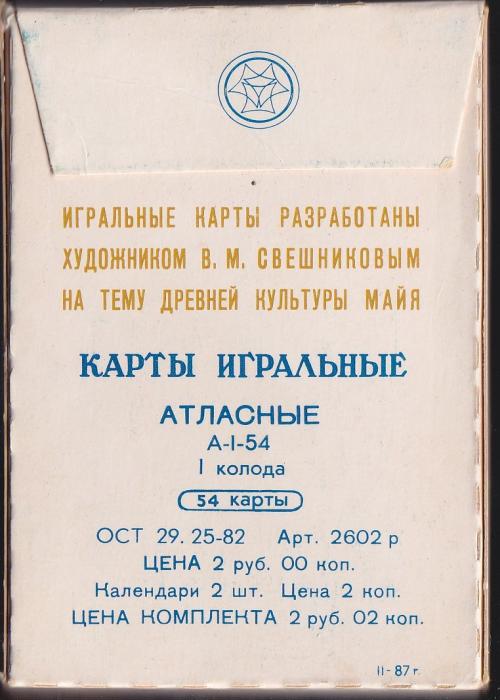 ИГРАЛЬНЫЕ КАРТЫ РАЗРАБОТАНЫ
ХУДОЖНИКОМ В. М. СВЕШНИКОВЫМ
НА ТЕМУ ДРЕВНЕЙ КУЛЬТУРЫ МАЙЯ
КАРТЫ ИГРАЛЬНЫЕ
АТЛАСНЫЕ
А-I-54
I колода
54 карты
ОСТ 29. 25-82 Арт. 2602 р
ЦЕНА 2 руб. 00 коп.
Календари 2 шт. Цена 2 коп.
ЦЕНА КОМПЛЕКТА 2 руб. 02 коп.
II-87 г.